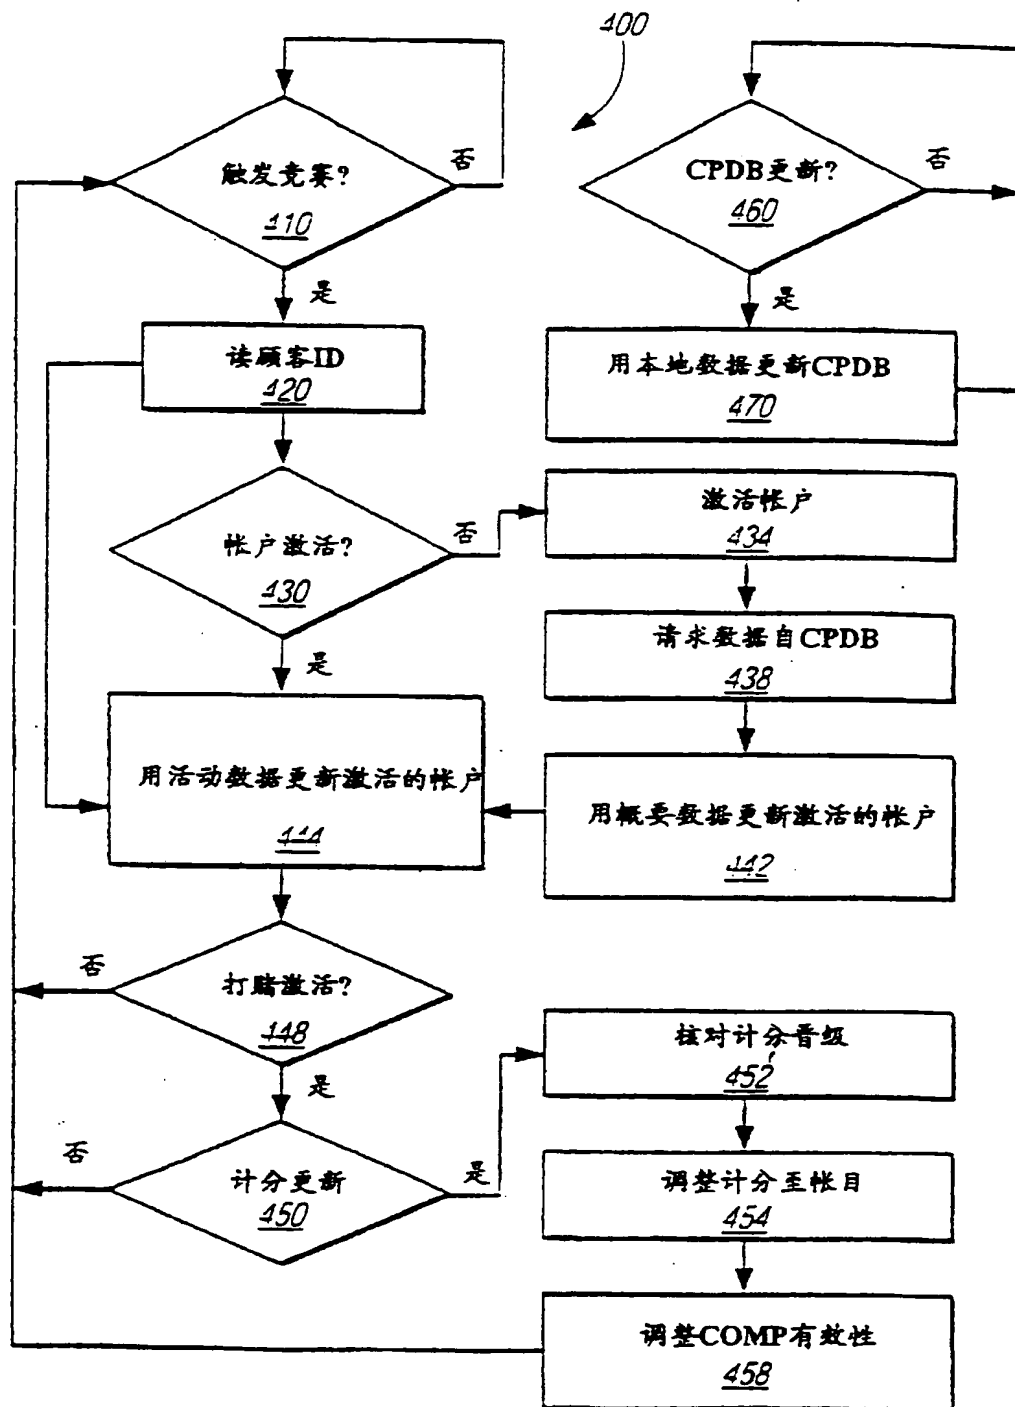 400
触发竞赛?
否
410
是
读顾客ID
420
帐户激活?
否
430
是
用活动数据更新激活的帐户
444
打赌激活?
否
448
是
计分更新
否
是
450
CPDB更新?
否
460
是
用本地数据更新CPDB
470
激活帐户
434
请求数据自CPDB
438
用概要数据更新激活的帐户
442
核对计分晋级
452
调整计分至帐目
454
调整COMP有效性
458